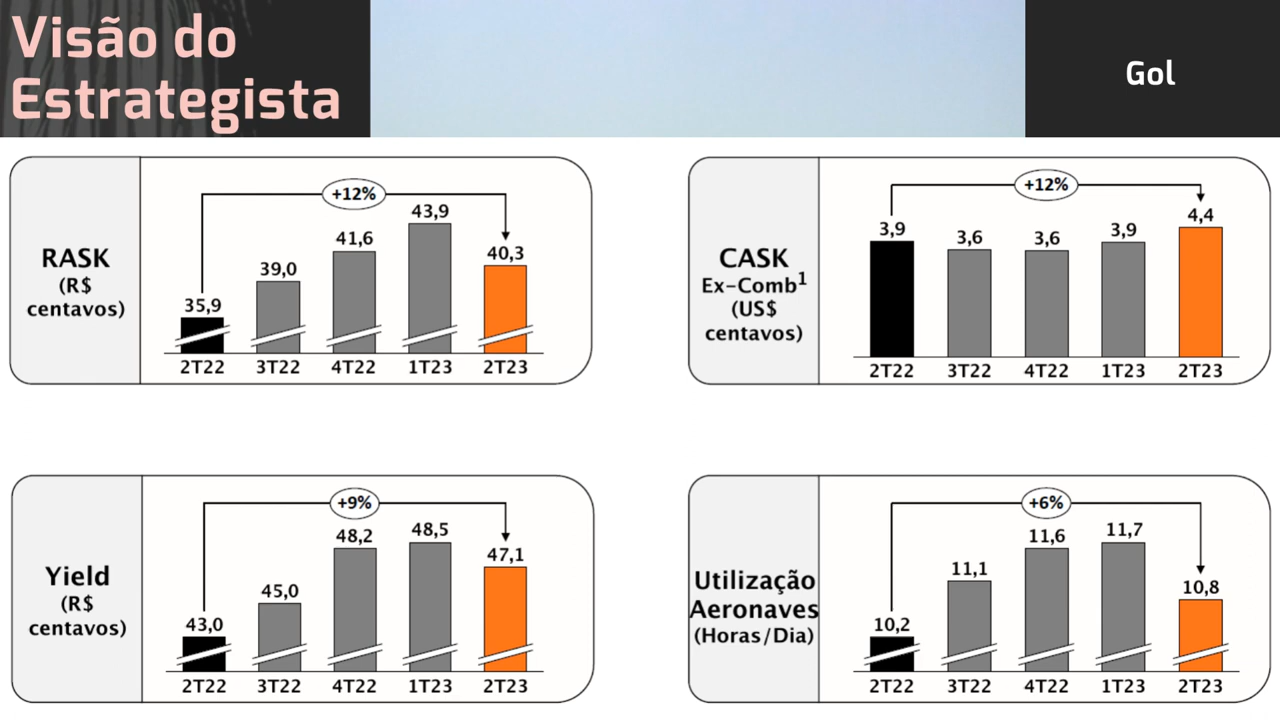 Visão do
Estrategista
Gol
RASK
(R$
centavos)
+12%
35,9
39,0
41,6
43,9
40,3
2T22
3T22
4T22
1T23
2T23
CASK
Ex-Comb1
(US$
centavos)
+12%
3,9
3,6
3,6
3,9
4,4
2T22
3T22
4T22
1T23
2T23
Yield
(R$
centavos)
+9%
43,0
45,0
48,2
48,5
47,1
2T22
3T22
4T22
1T23
2T23
Utilização
Aeronaves
(Horas/Dia)
+6%
10,2
11,1
11,6
11,7
10,8
2T22
3T22
4T22
1T23
2T23